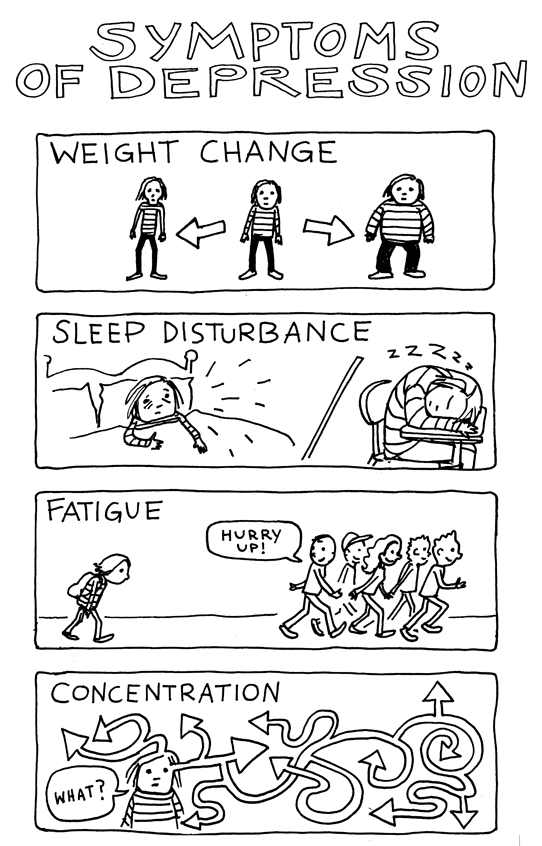 SYMPTOMS
OF DEPRESSION
WEIGHT CHANGE
SLEEP DISTURBANCE
ZZZZZ
FATIGUE
HURRY
UP!
CONCENTRATION
WHAT?